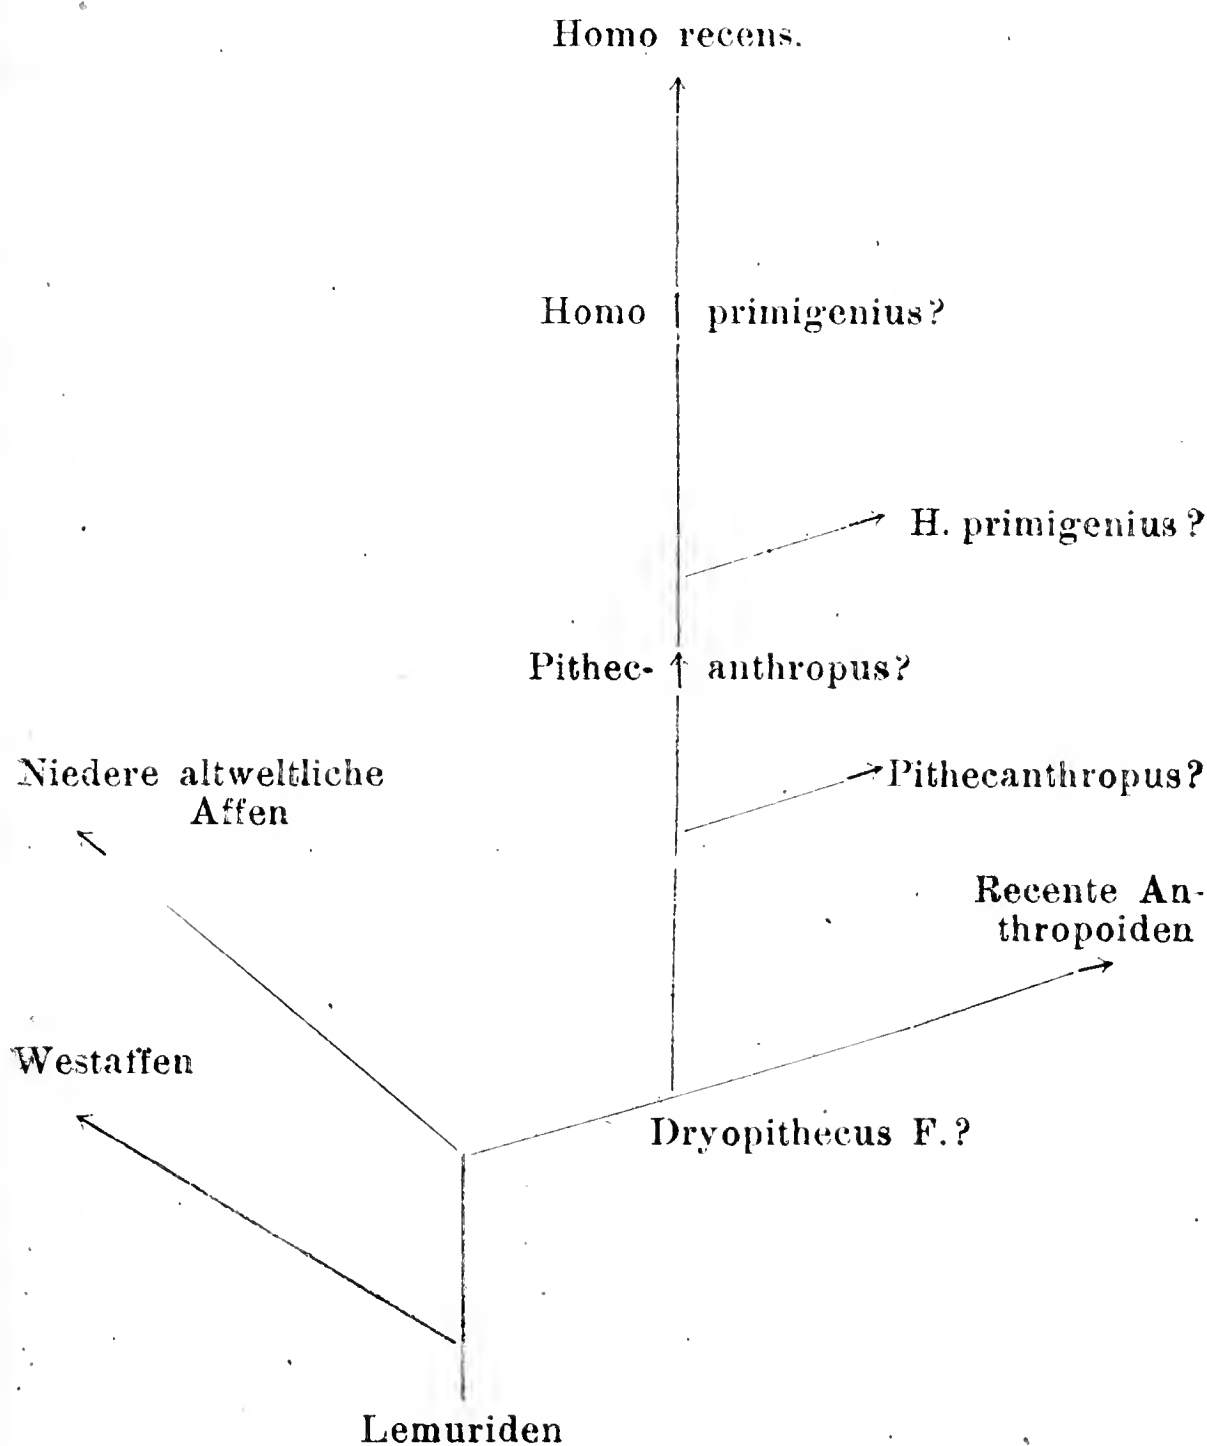 Homo recens.
Homo primigenius?
H. primigenius?
Pithec- anthropus?
Niedere altweltliche
Affen
Pithecanthropus?
Recente An-
thropoiden
Westaffen
Dryopithecus F.?
Lemuriden